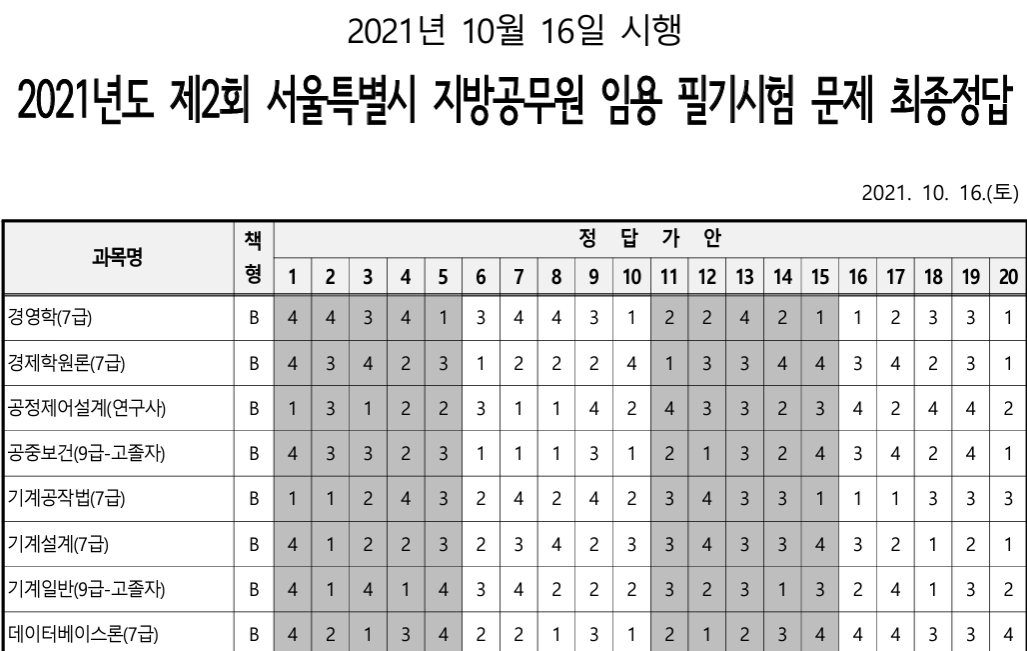 2021년 10월 16일 시행
2021년도 제2회 서울특별시 지방공무원 임용 필기시험 문제 최종정답
2021. 10. 16.(토)
과목명 책형 정 답 가 안
1 2 3 4 5 6 7 8 9 10 11 12 13 14 15 16 17 18 19 20
경영학(7급) B 4 4 3 4 1 3 4 4 3 1 2 2 4 2 1 1 2 3 3 1
경제학원론(7급) B 4 3 4 2 3 1 2 2 2 4 1 3 3 4 4 3 4 2 3 1
공정제어설계(연구사) B 1 3 1 2 2 3 1 1 4 2 4 3 3 2 3 4 2 4 4 2
공중보건(9급-고졸자) B 4 3 3 2 3 1 1 1 3 1 2 1 3 2 4 3 4 2 4 1
기계공작법(7급) B 1 1 2 4 3 2 4 2 4 2 3 4 3 3 1 1 1 3 3 3
기계설계(7급) B 4 1 2 2 3 2 3 4 2 3 3 4 3 3 4 3 2 1 2 1
기계일반(9급-고졸자) B 4 1 4 1 4 3 4 2 2 2 3 2 3 1 3 2 4 1 3 2
데이터베이스론(7급) B 4 2 1 3 4 2 2 1 3 1 2 1 2 3 4 4 4 3 3 4